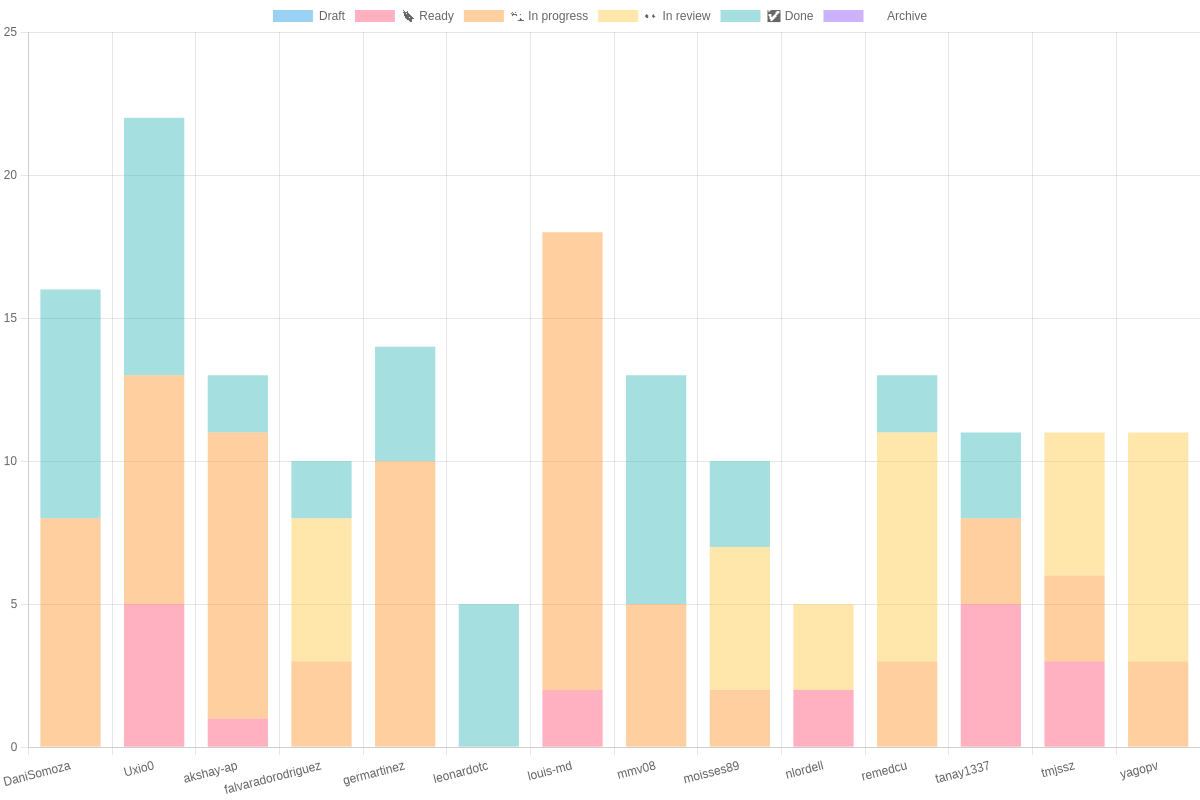 Draft 🔖 Ready 🏗 In progress 👀 In review ✅ Done Archive
25
20
15
10
5
0
DaniSomoza
Uxio0
akshay-ap
falvaradorodriguez
germartinez
leonardotc
louis-md
mmv08
moisses89
nlordell
remedcu
tanay1337
tmjssz
yagopv